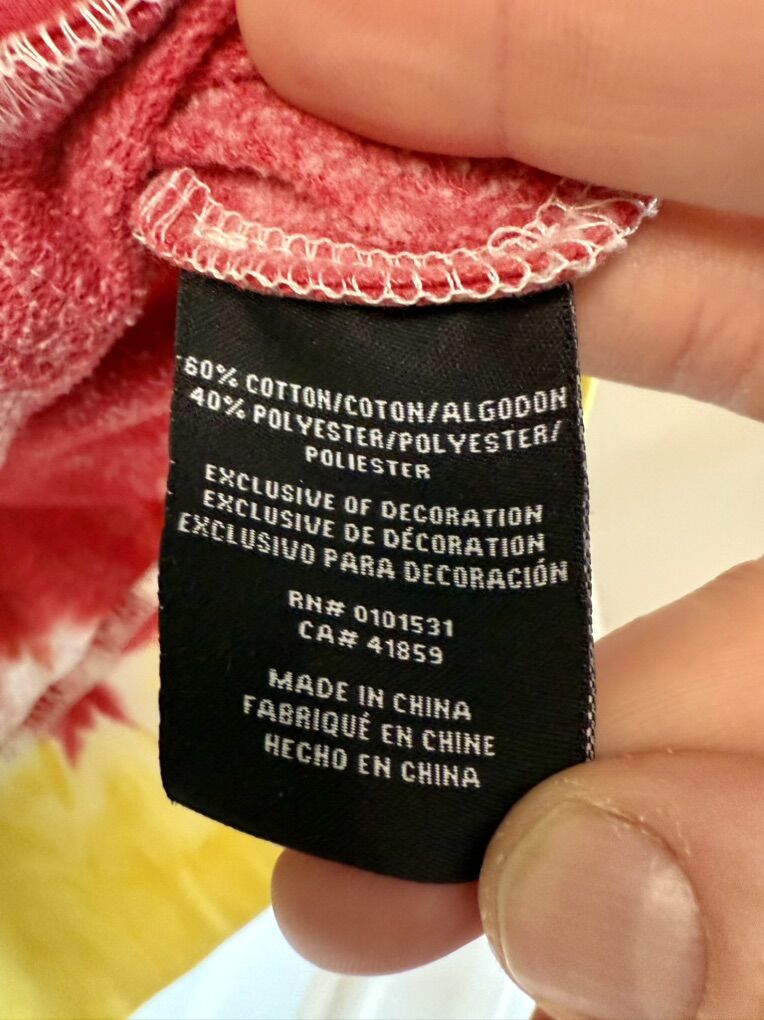 60% COTTON/COTON/ALGODON
40% POLYESTER/POLYESTER/
POLIESTER
EXCLUSIVE OF DECORATION
EXCLUSIVE DE DÉCORATION
EXCLUSIVO PARA DECORACIÓN
RN# 0101531
CA# 41859
MADE IN CHINA
FABRIQUÉ EN CHINE
HECHO EN CHINA